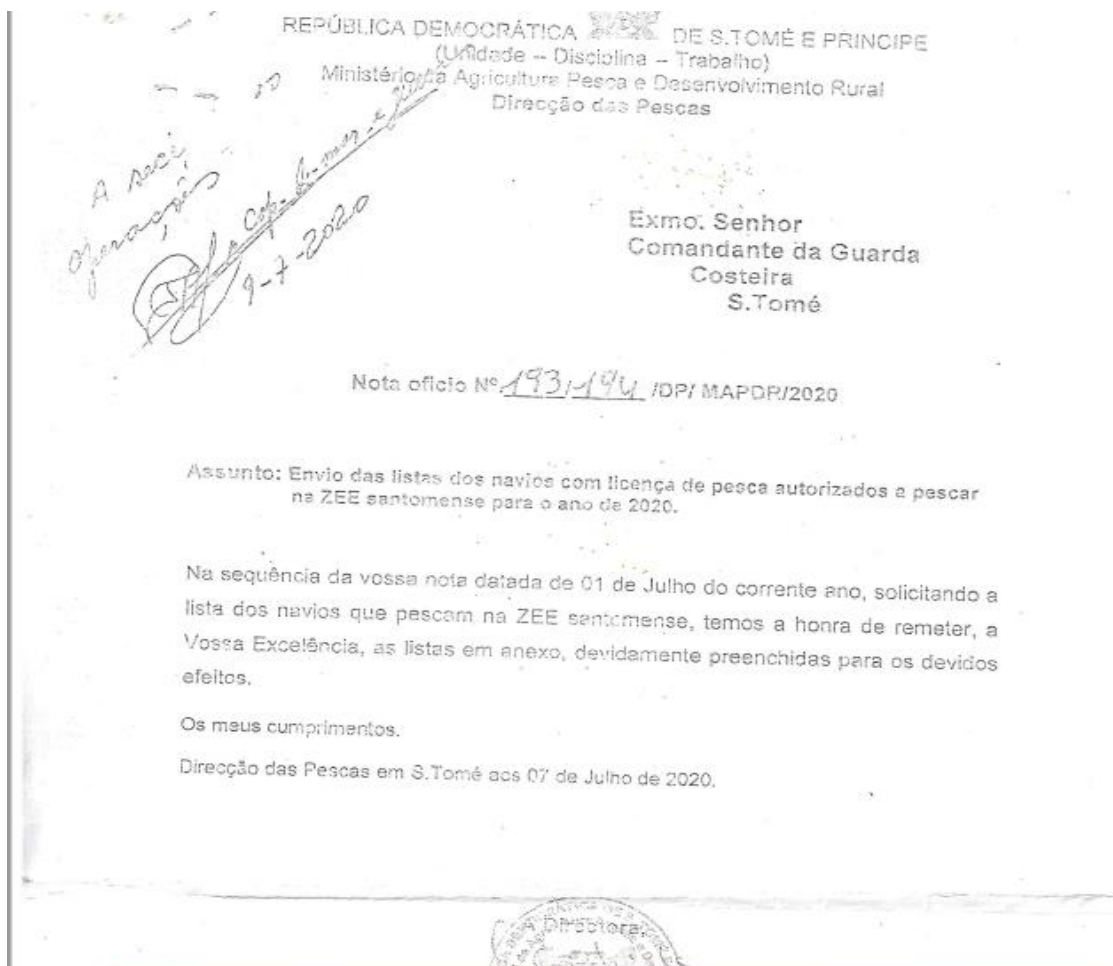 REPÚBLICA DEMOCRÁTICA DE S.TOMÉ E PRINCIPE
(Unidade – Disciplina – Trabalho)
Ministério da Agricultura Pesca e Desenvolvimento Rural
Direcção das Pescas
A
9-7-2020
Exmo. Senhor
Comandante da Guarda
Costeira
S.Tomé
Nota oficio Nº 193/194 /DP/ MAPDR/2020
Assunto: Envio das listas dos navios com licença de pesca autorizados a pescar
na ZEE santomense para o ano de 2020.
Na sequência da vossa nota datada de 01 de Julho do corrente ano, solicitando a
lista dos navios que pescam na ZEE santomense, temos a honra de remeter, a
Vossa Excelência, as listas em anexo, devidamente preenchidas para os devidos
efeitos.
Os meus cumprimentos.
Direcção das Pescas em S.Tomé aos 07 de Julho de 2020.
A Directora,